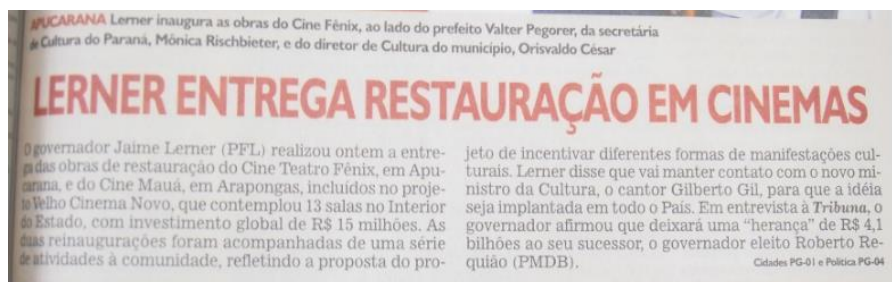 APUCARANA Lerner inaugura as obras do Cine Fênix, ao lado do prefeito Valter Pegorer, da secretária
de Cultura do Paraná, Mônica Rischbieter, e do diretor de Cultura do município, Orisvaldo César
LERNER ENTREGA RESTAURAÇÃO EM CINEMAS
O governador Jaime Lerner (PFL) realizou ontem a entre-
ga das obras de restauração do Cine Teatro Fênix, em Apu-
carana, e do Cine Mauá, em Arapongas, incluídos no proje-
to Velho Cinema Novo, que contemplou 13 salas no Interior
do Estado, com investimento global de R$ 15 milhões. As
duas reinaugurações foram acompanhadas de uma série
de atividades à comunidade, refletindo a proposta do pro-
jeto de incentivar diferentes formas de manifestações cul-
turais. Lerner disse que vai manter contato com o novo mi-
nistro da Cultura, o cantor Gilberto Gil, para que a idéia
seja implantada em todo o País. Em entrevista à Tribuna, o
governador afirmou que deixará uma "herança" de R$ 4,1
bilhões ao seu sucessor, o governador eleito Roberto Re-
quião (PMDB).
Cidades PG-01 e Política PG-04